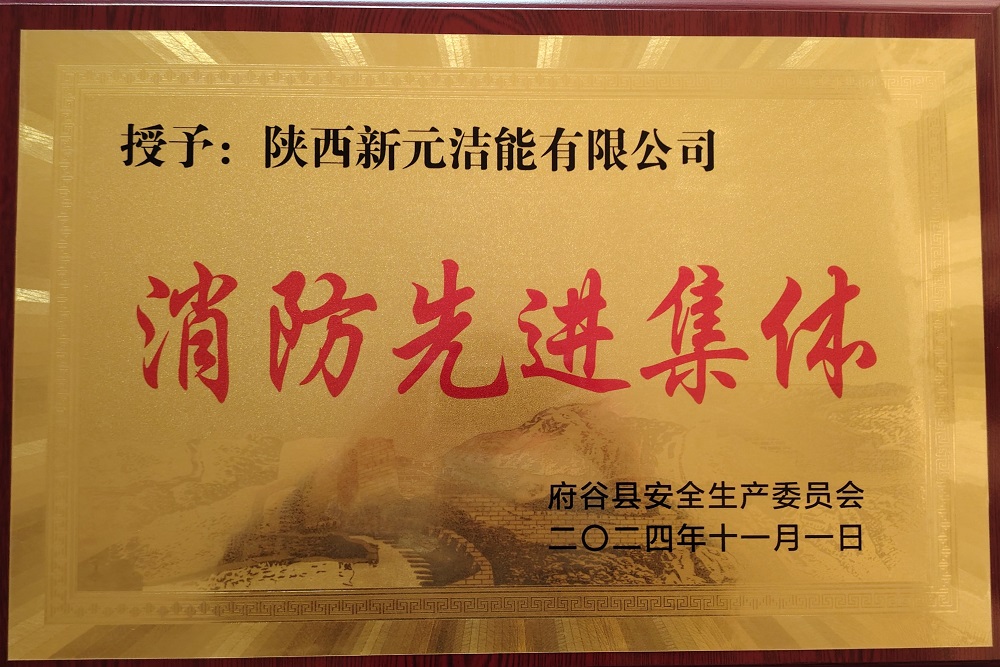 授予：陕西新元洁能有限公司
消防先进集体
府谷县安全生产委员会
二〇二四年十一月一日